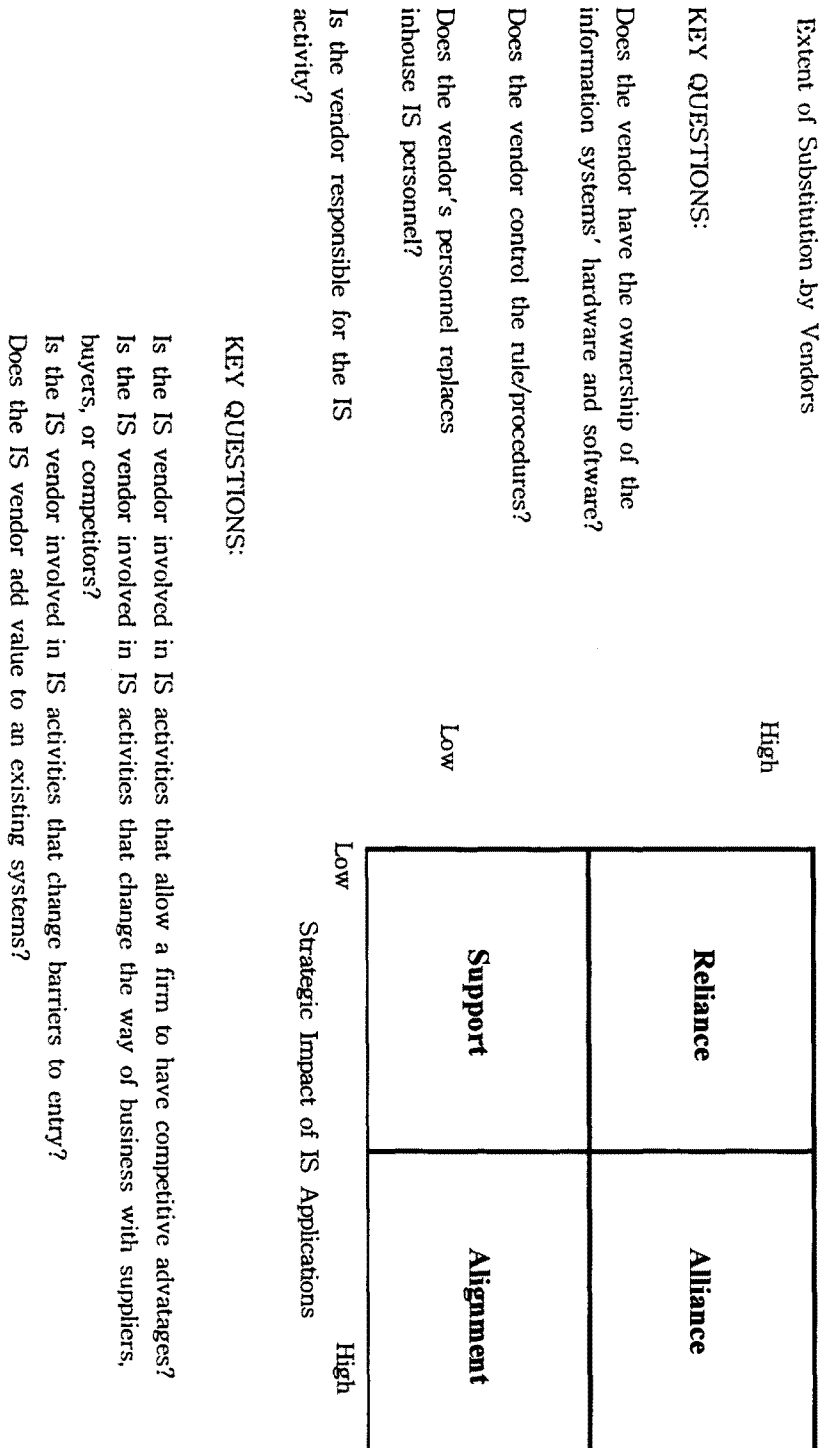 Extent of Substitution by Vendors
KEY QUESTIONS:
Does the vendor have the ownership of the
information systems' hardware and software?
Does the vendor control the rule/procedures?
Does the vendor's personnel replaces
inhouse IS personnel?
Is the vendor responsible for the IS
activity?
High
Low
Reliance
Alliance
Support
Alignment
Low
High
Strategic Impact of IS Applications
KEY QUESTIONS:
Is the IS vendor involved in IS activities that allow a firm to have competitive advatages?
Is the IS vendor involved in IS activities that change the way of business with suppliers,
buyers, or competitors?
Is the IS vendor involved in IS activities that change barriers to entry?
Does the IS vendor add value to an existing systems?